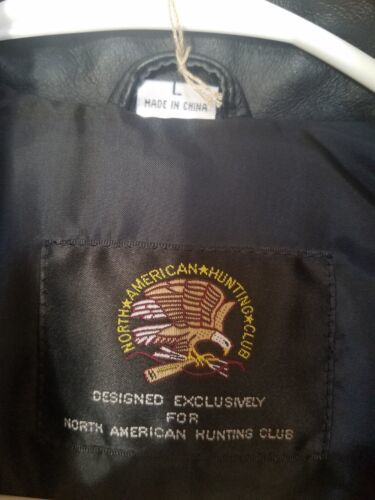 L
MADE IN CHINA
NORTH★AMERICAN★HUNTING★CLUB
DESIGNED EXCLUSIVELY
FOR
NORTH AMERICAN HUNTING CLUB